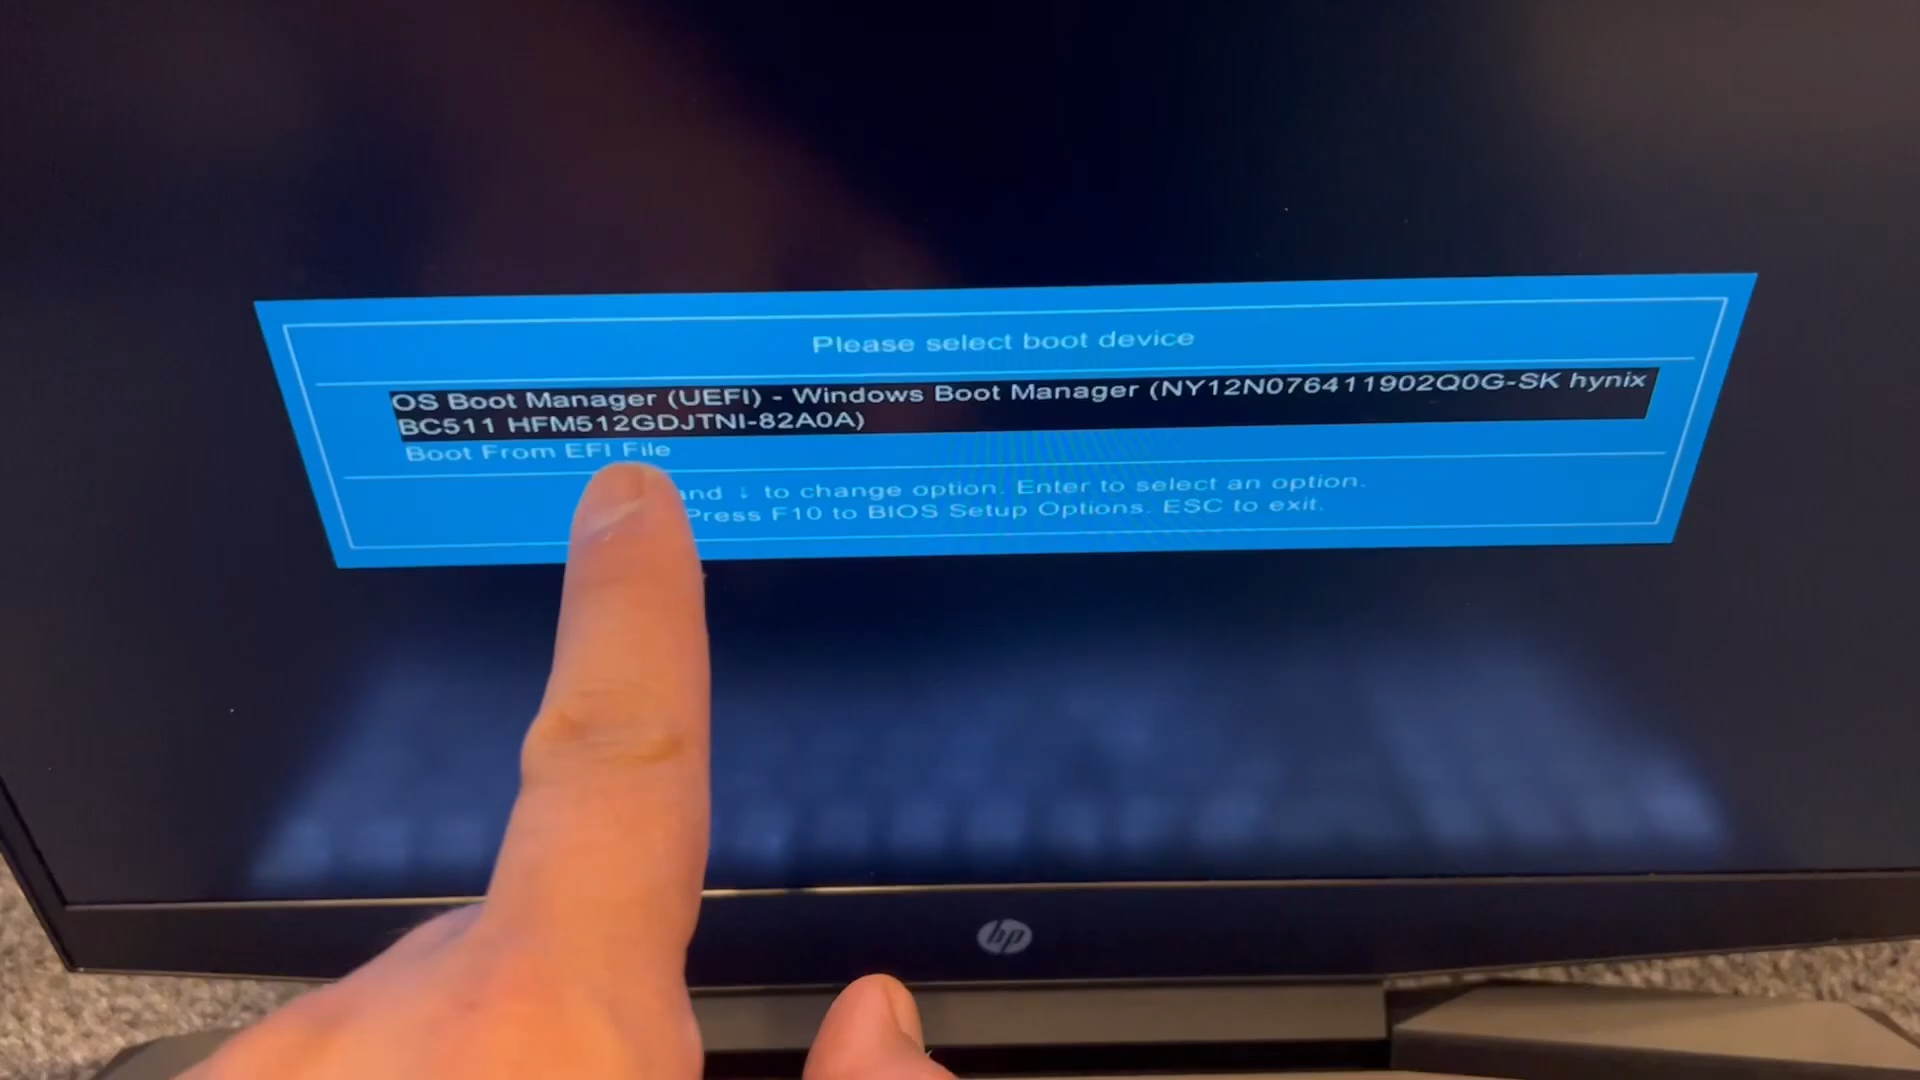 Please select boot device
OS Boot Manager (UEFI) - Windows Boot Manager (NY12N076411902Q0G-SK hynix
BC511 HFM512GDJTNI-82A0A)
Boot From EFI File
and ↓ to change option. Enter to select an option.
Press F10 to BIOS Setup Options. ESC to exit.
hp